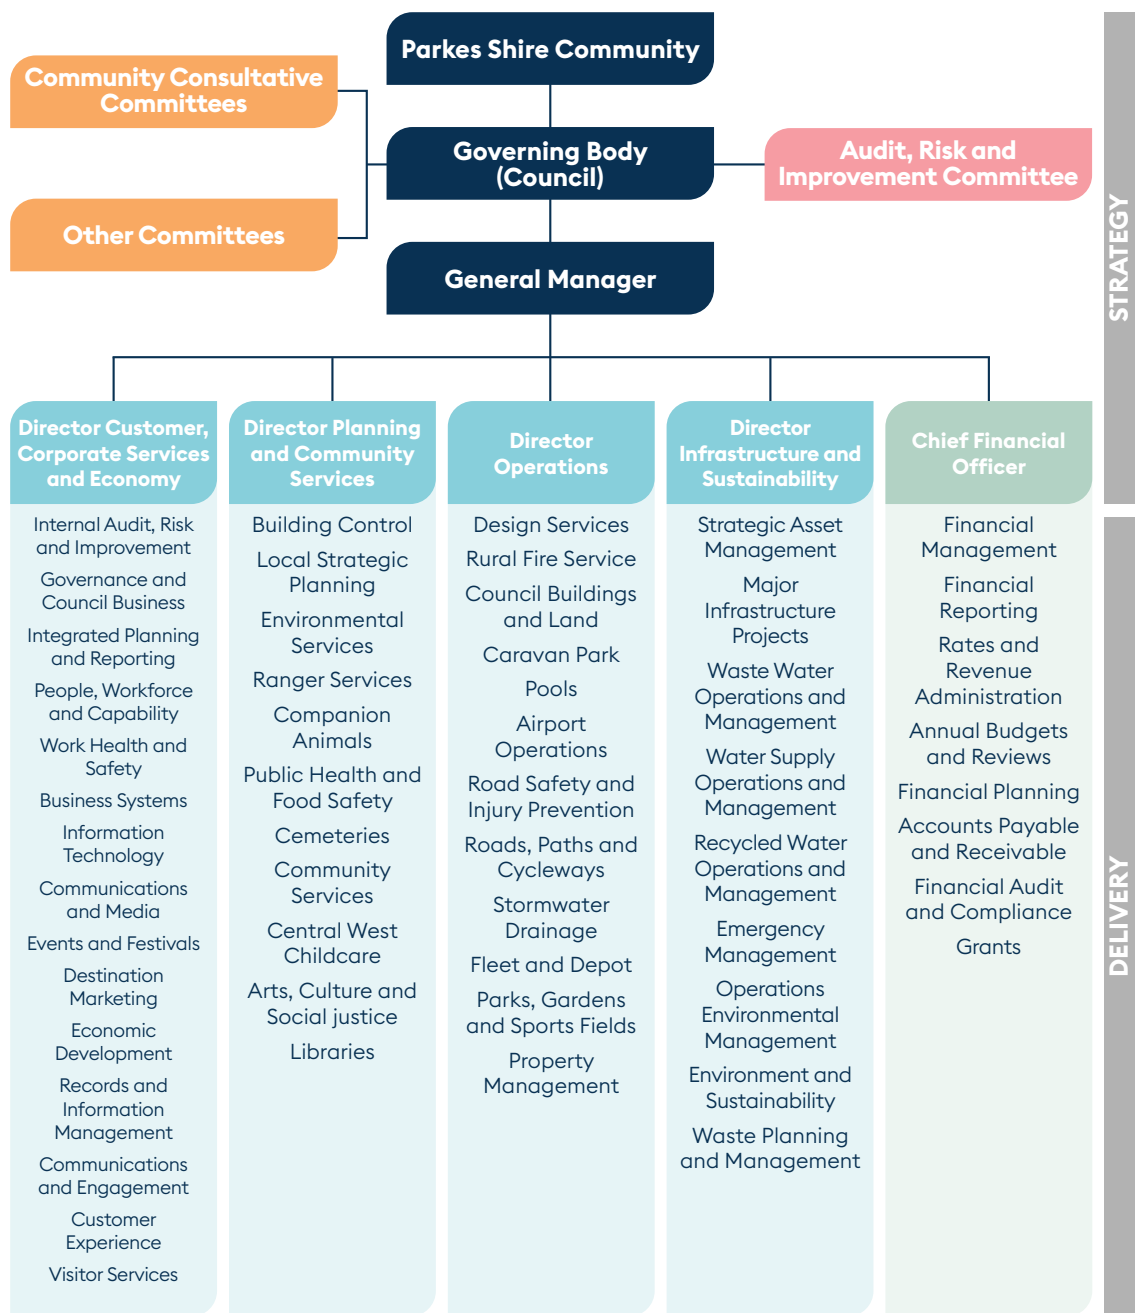 Parkes Shire Community
Community Consultative
Committees
Governing Body
(Council)
Audit, Risk and
Improvement Committee
Other Committees
General Manager
STRATEGY
Director Customer,
Corporate Services
and Economy
Internal Audit, Risk
and Improvement
Governance and
Council Business
Integrated Planning
and Reporting
People, Workforce
and Capability
Work Health and
Safety
Business Systems
Information
Technology
Communications
and Media
Events and Festivals
Destination
Marketing
Economic
Development
Records and
Information
Management
Communications
and Engagement
Customer
Experience
Visitor Services
Director Planning
and Community
Services
Building Control
Local Strategic
Planning
Environmental
Services
Ranger Services
Companion
Animals
Public Health and
Food Safety
Cemeteries
Community
Services
Central West
Childcare
Arts, Culture and
Social justice
Libraries
Director
Operations
Design Services
Rural Fire Service
Council Buildings
and Land
Caravan Park
Pools
Airport
Operations
Road Safety and
Injury Prevention
Roads, Paths and
Cycleways
Stormwater
Drainage
Fleet and Depot
Parks, Gardens
and Sports Fields
Property
Management
Director
Infrastructure and
Sustainability
Strategic Asset
Management
Major
Infrastructure
Projects
Waste Water
Operations and
Management
Water Supply
Operations and
Management
Recycled Water
Operations and
Management
Emergency
Management
Operations
Environmental
Management
Environment and
Sustainability
Waste Planning
and Management
Chief Financial
Officer
Financial
Management
Financial
Reporting
Rates and
Revenue
Administration
Annual Budgets
and Reviews
Financial Planning
Accounts Payable
and Receivable
Financial Audit
and Compliance
Grants
DELIVERY